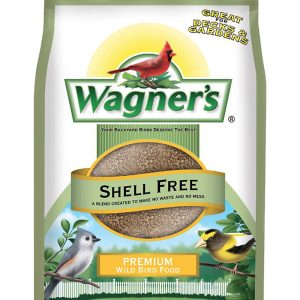 GREAT
FOR
DECKS &
GARDENS
Wagner's®
YOUR BACKYARD BIRDS DESERVE THE BEST
SHELL FREE
A BLEND CREATED TO MAKE NO WASTE AND NO MESS
PREMIUM
WILD BIRD FOOD